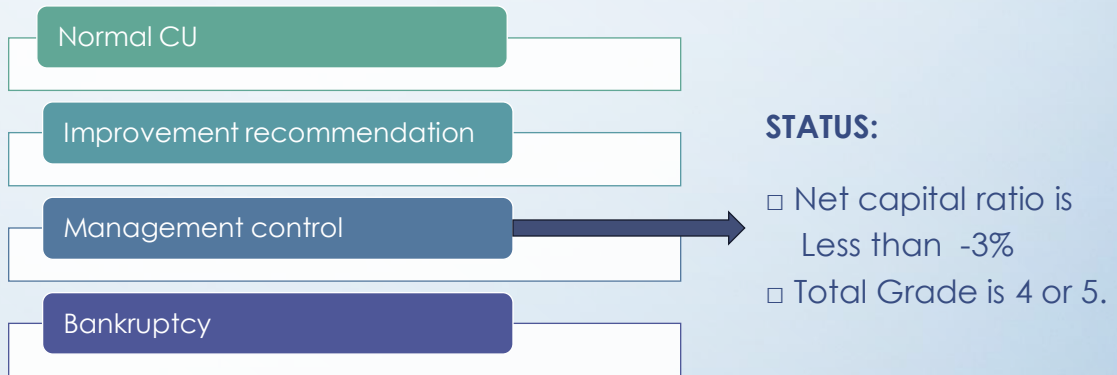 Normal CU
Improvement recommendation
Management control
Bankruptcy
STATUS:
□ Net capital ratio is
Less than -3%
□ Total Grade is 4 or 5.